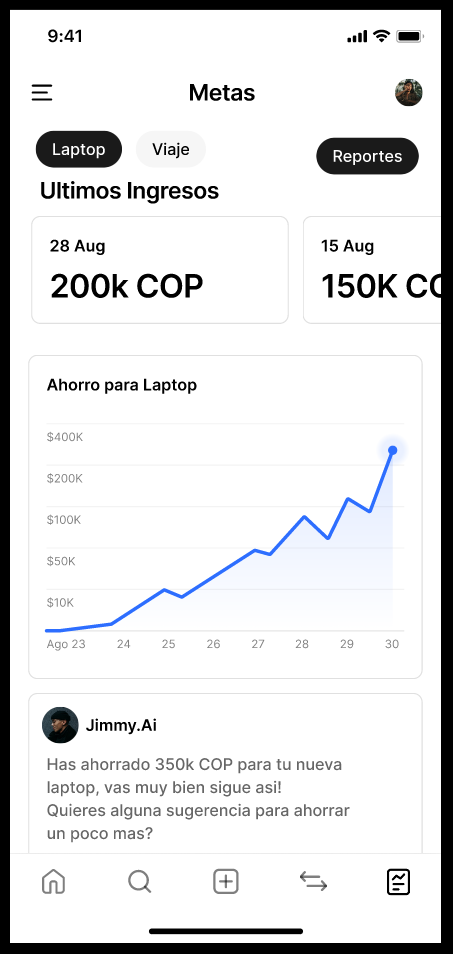 9:41
Metas
Laptop
Viaje
Reportes
Ultimos Ingresos
28 Aug
200k COP
15 Aug
150K CO
Ahorro para Laptop
$400K
$200K
$100K
$50K
$10K
Ago 23 24 25 26 27 28 29 30
Jimmy.Ai
Has ahorrado 350k COP para tu nueva
laptop, vas muy bien sigue asi!
Quieres alguna sugerencia para ahorrar
un poco mas?